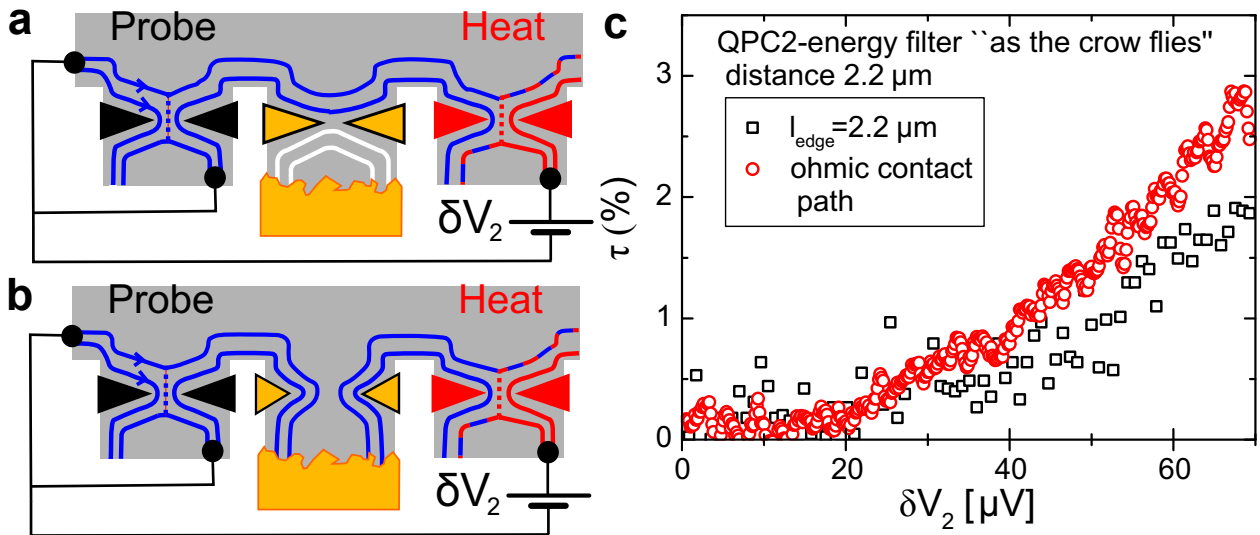 a
Probe
Heat
δV₂
b
Probe
Heat
δV₂
c
QPC2-energy filter ``as the crow flies"
distance 2.2 µm
l_edge=2.2 µm
ohmic contact
path
τ (%)
3
2
1
0
0
20
40
60
δV₂ [µV]